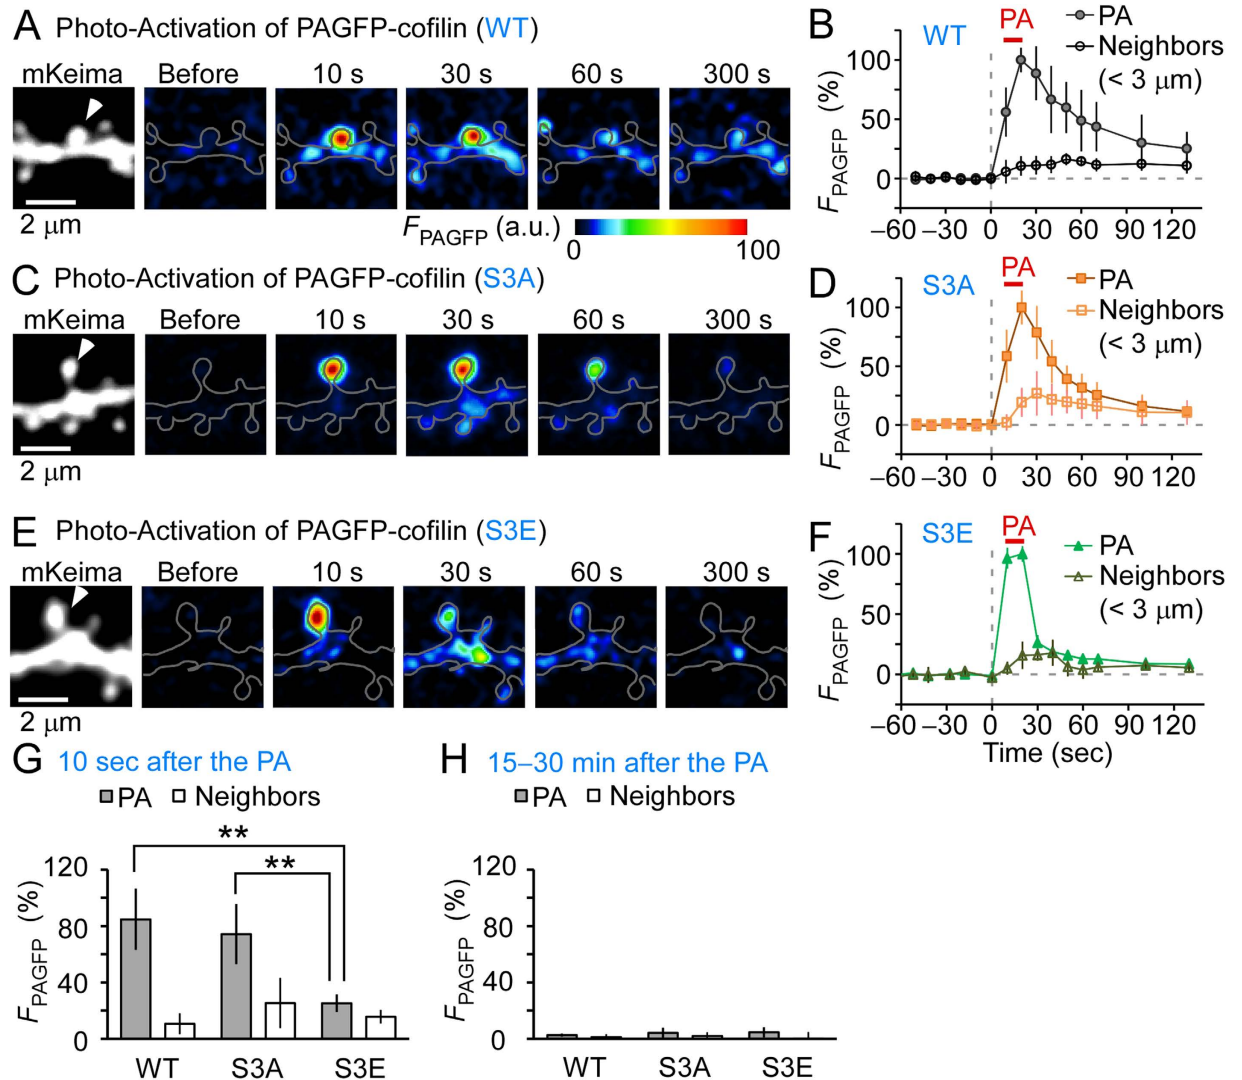 A Photo-Activation of PAGFP-cofilin (WT)
mKeima Before 10 s 30 s 60 s 300 s
2 μm
FPAGFP (a.u.)
0 100
B WT PA
PA
Neighbors
(< 3 μm)
FPAGFP (%)
100
50
0
−60 −30 0 30 60 90 120
C Photo-Activation of PAGFP-cofilin (S3A)
mKeima Before 10 s 30 s 60 s 300 s
2 μm
D S3A PA
PA
Neighbors
(< 3 μm)
FPAGFP (%)
100
50
0
−60 −30 0 30 60 90 120
E Photo-Activation of PAGFP-cofilin (S3E)
mKeima Before 10 s 30 s 60 s 300 s
2 μm
F S3E PA
PA
Neighbors
(< 3 μm)
FPAGFP (%)
100
50
0
−60 −30 0 30 60 90 120
Time (sec)
G 10 sec after the PA
PA Neighbors
**
**
FPAGFP (%)
120
80
40
0
WT S3A S3E
H 15–30 min after the PA
PA Neighbors
FPAGFP (%)
120
80
40
0
WT S3A S3E